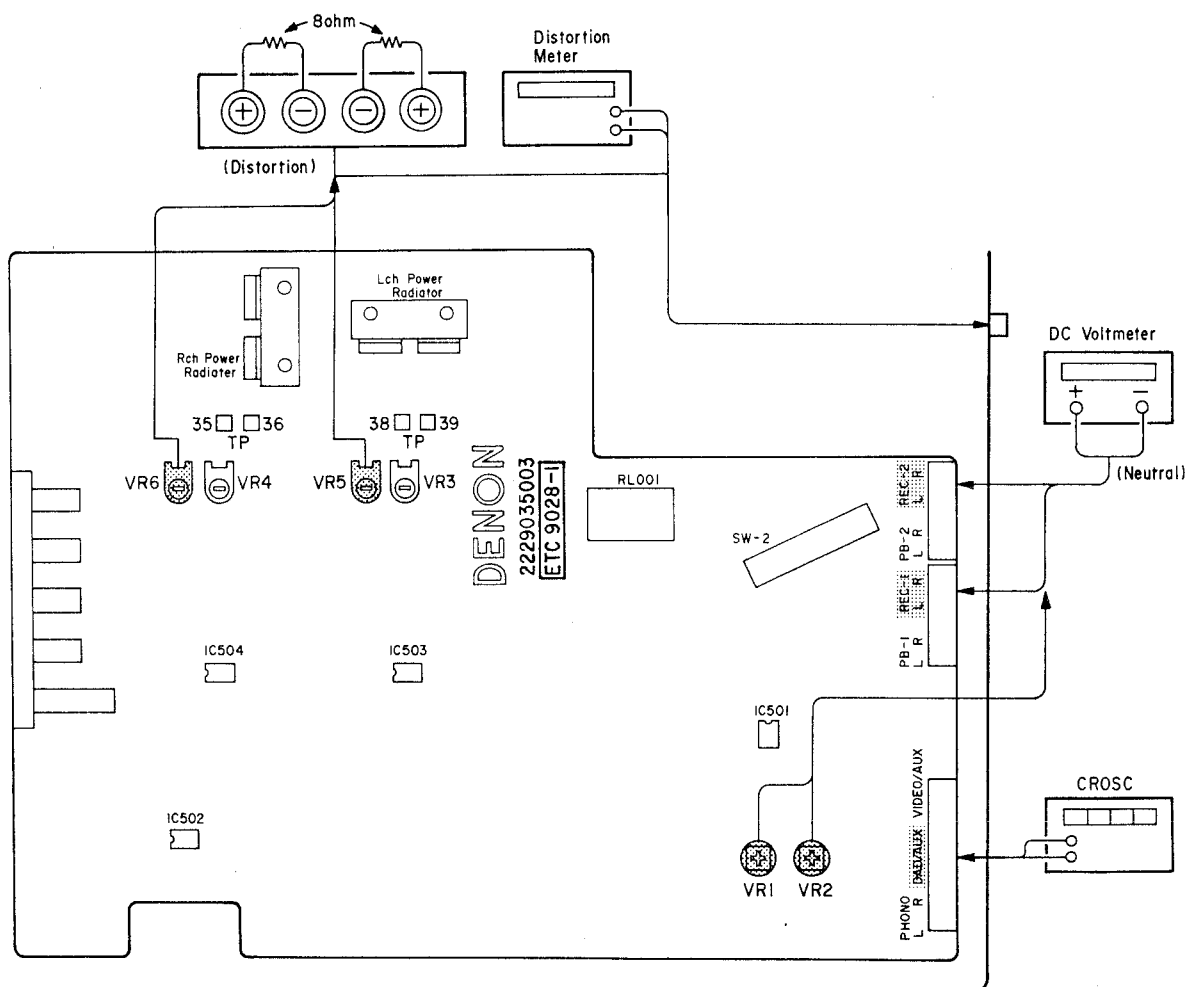 8ohm
Distortion
Meter
+ − − +
(Distortion)
Lch Power
Radiator
Rch Power
Radiater
DC Voltmeter
+ −
(Neutral)
35 36
TP
38 39
TP
VR6 VR4
VR5 VR3
DENON
2229035003
ETC 9028-1
RL001
SW-2
REC-2
L R
PB-2
L R
REC-1
L R
PB-1
L R
IC504
IC503
IC501
IC502
VR1 VR2
VIDEO/AUX
DAD/AUX
PHONO
L R
CROSC